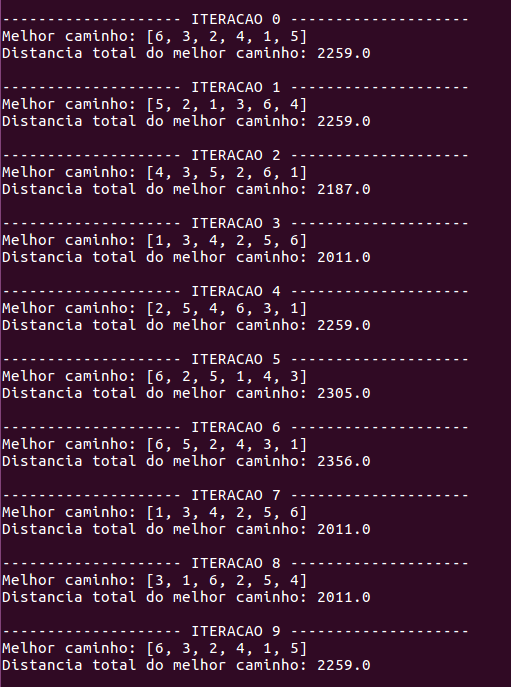 -------------------- ITERACAO 0 --------------------
Melhor caminho: [6, 3, 2, 4, 1, 5]
Distancia total do melhor caminho: 2259.0
-------------------- ITERACAO 1 --------------------
Melhor caminho: [5, 2, 1, 3, 6, 4]
Distancia total do melhor caminho: 2259.0
-------------------- ITERACAO 2 --------------------
Melhor caminho: [4, 3, 5, 2, 6, 1]
Distancia total do melhor caminho: 2187.0
-------------------- ITERACAO 3 --------------------
Melhor caminho: [1, 3, 4, 2, 5, 6]
Distancia total do melhor caminho: 2011.0
-------------------- ITERACAO 4 --------------------
Melhor caminho: [2, 5, 4, 6, 3, 1]
Distancia total do melhor caminho: 2259.0
-------------------- ITERACAO 5 --------------------
Melhor caminho: [6, 2, 5, 1, 4, 3]
Distancia total do melhor caminho: 2305.0
-------------------- ITERACAO 6 --------------------
Melhor caminho: [6, 5, 2, 4, 3, 1]
Distancia total do melhor caminho: 2356.0
-------------------- ITERACAO 7 --------------------
Melhor caminho: [1, 3, 4, 2, 5, 6]
Distancia total do melhor caminho: 2011.0
-------------------- ITERACAO 8 --------------------
Melhor caminho: [3, 1, 6, 2, 5, 4]
Distancia total do melhor caminho: 2011.0
-------------------- ITERACAO 9 --------------------
Melhor caminho: [6, 3, 2, 4, 1, 5]
Distancia total do melhor caminho: 2259.0